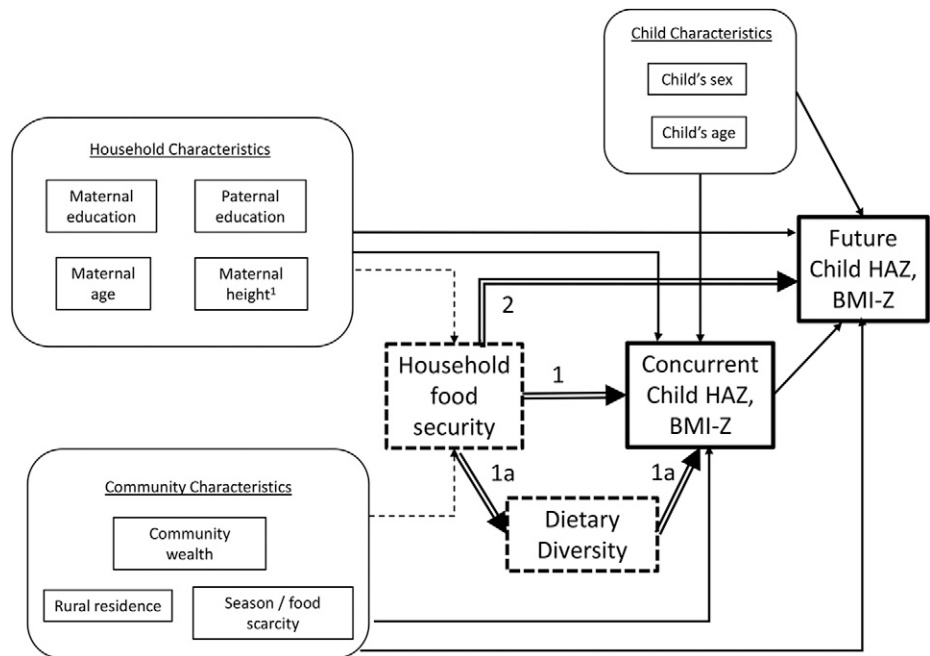 Child Characteristics
Child's sex
Child's age
Household Characteristics
Maternal
education
Paternal
education
Maternal
age
Maternal
height¹
Future
Child HAZ,
BMI-Z
2
Household
food
security
1
Concurrent
Child HAZ,
BMI-Z
1a
1a
Dietary
Diversity
Community Characteristics
Community
wealth
Rural residence
Season / food
scarcity